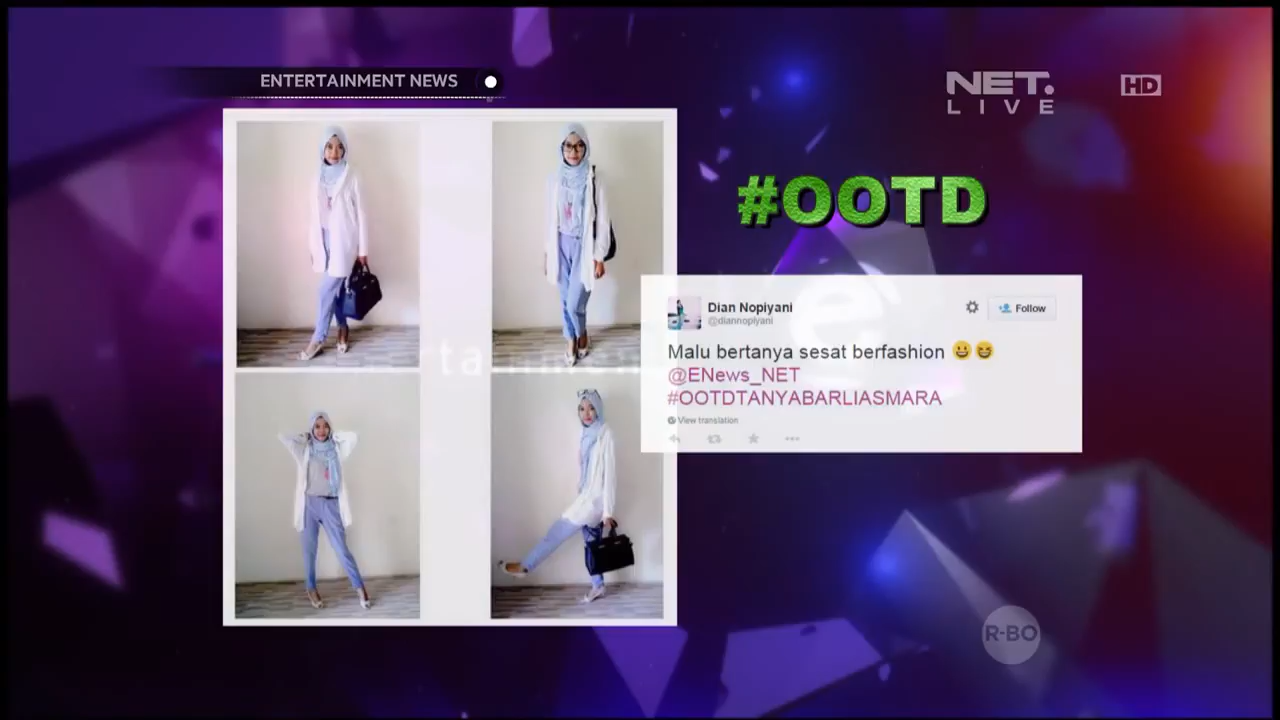 ENTERTAINMENT NEWS
NET.
LIVE
HD
#OOTD
Dian Nopiyani
@diannopiyani
Follow
Malu bertanya sesat berfashion 😀😆
@ENews_NET
#OOTDTANYABARLIASMARA
View translation
R-BO